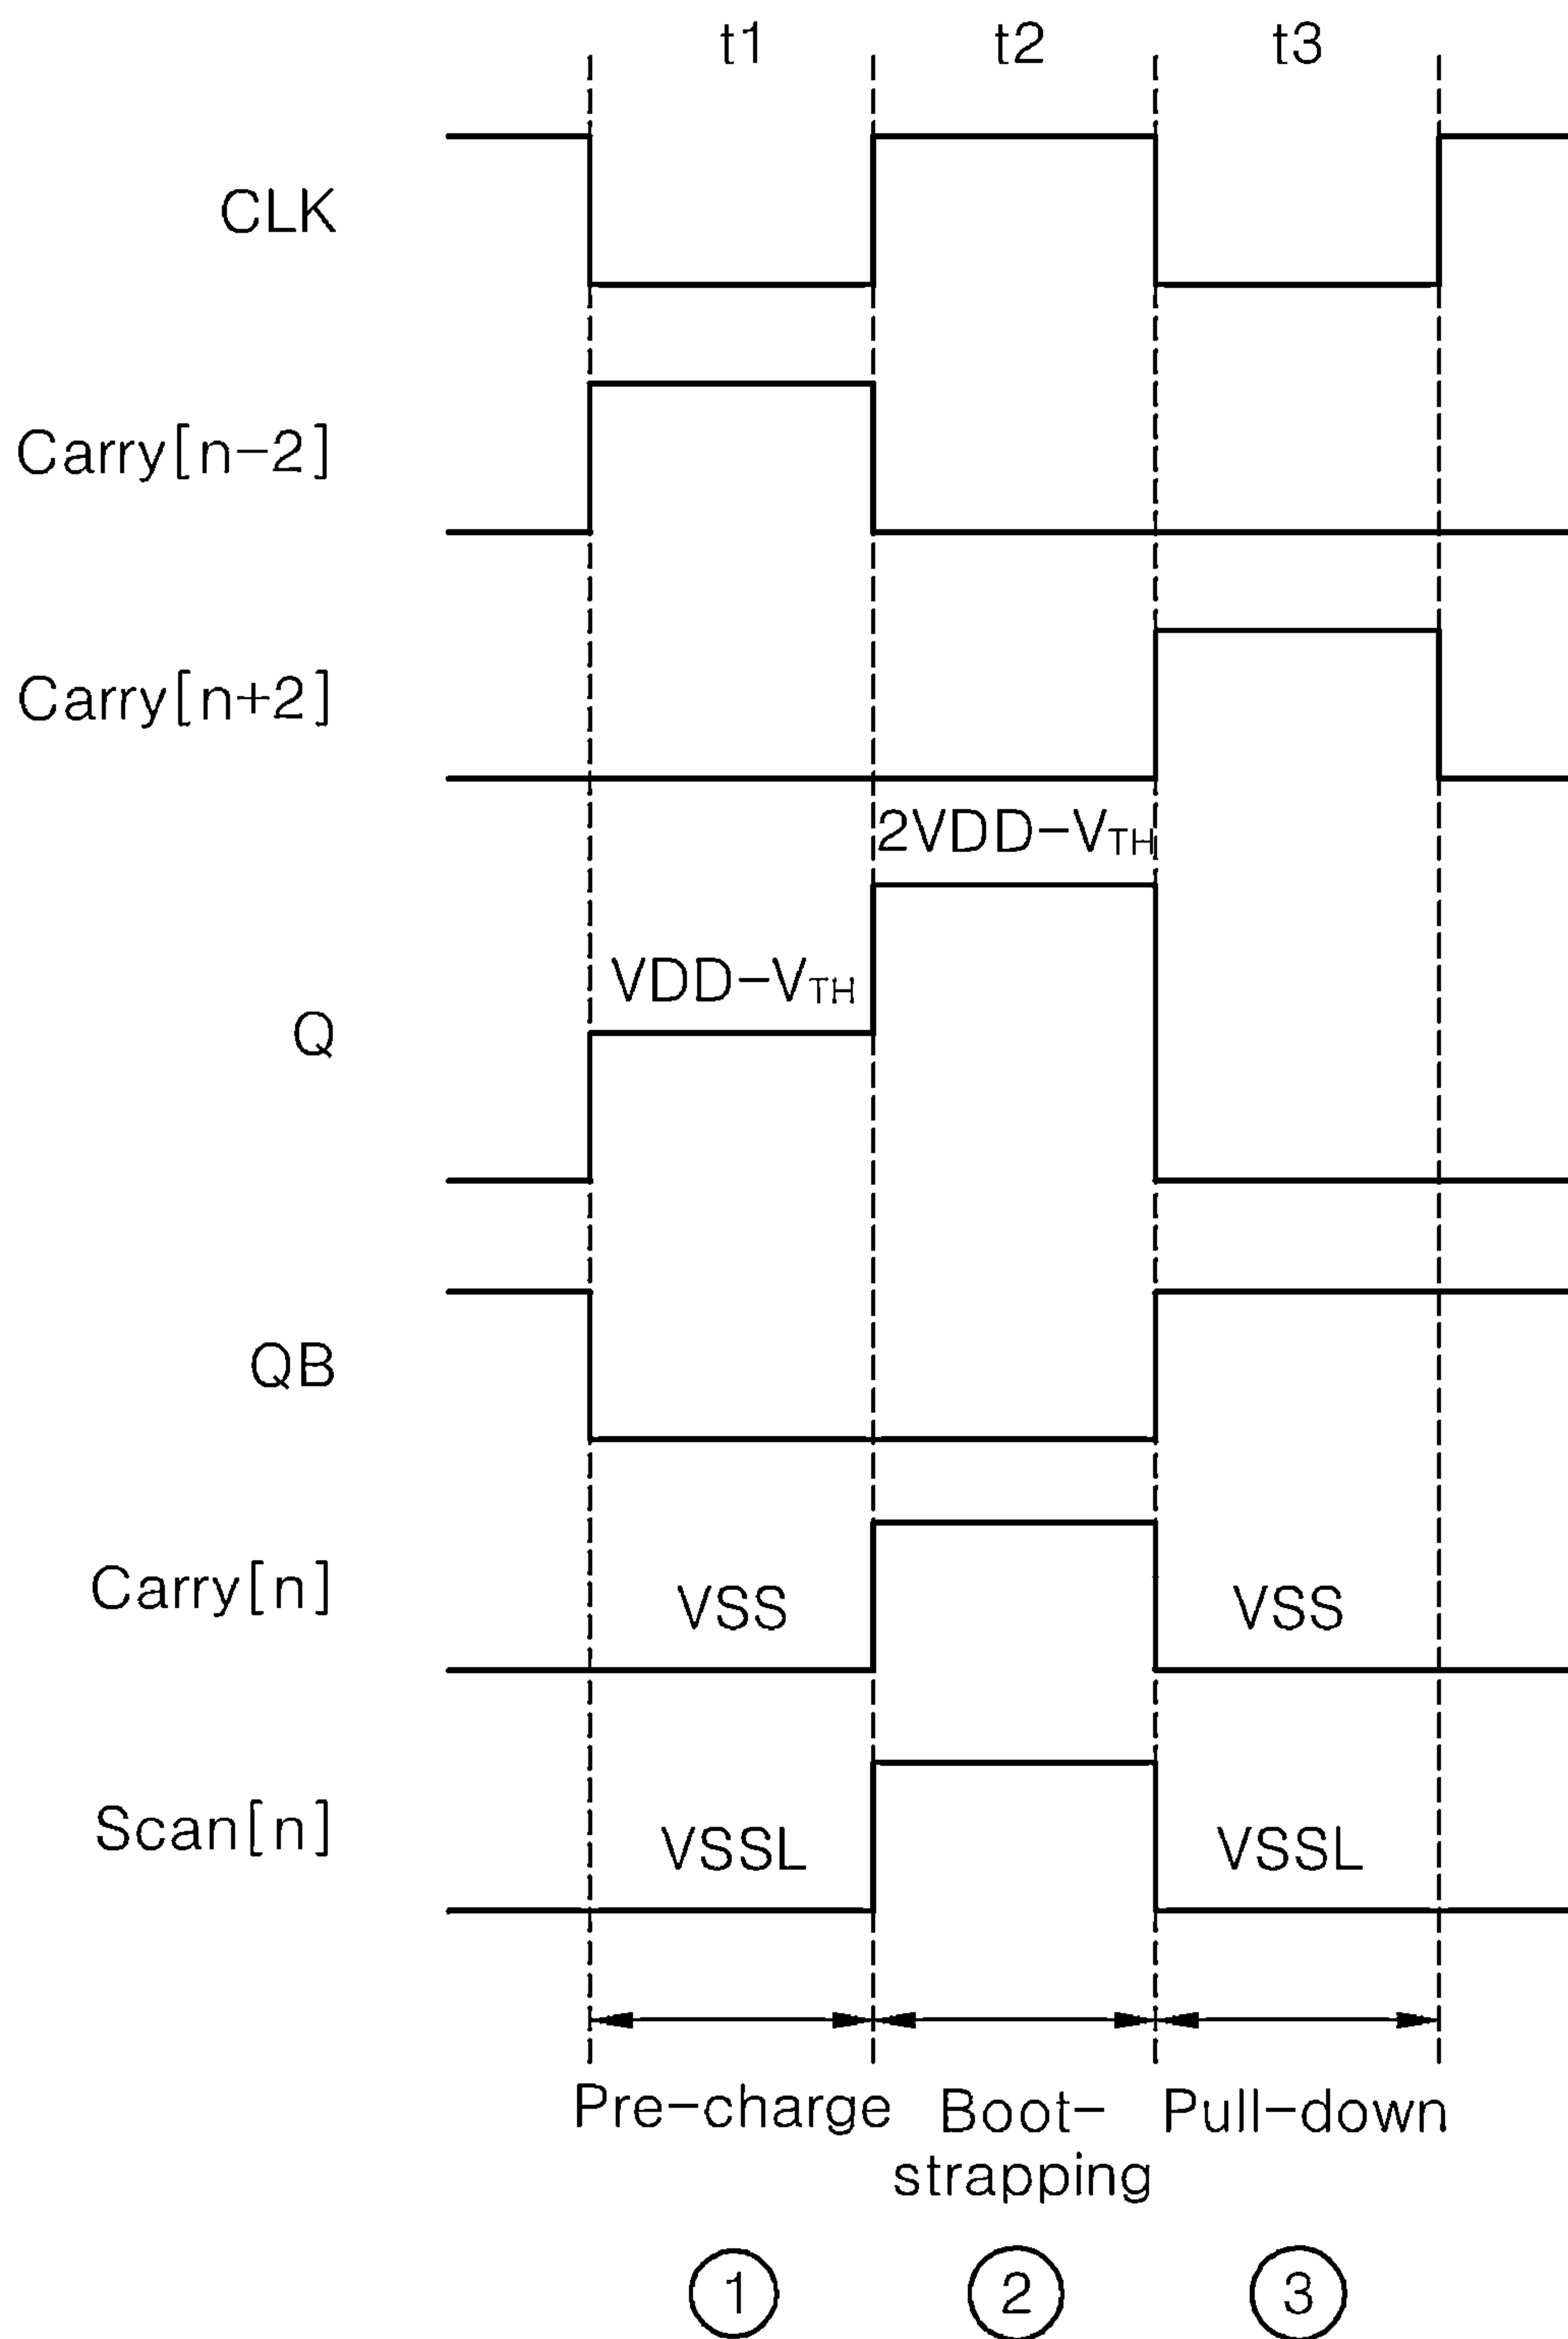 t1 t2 t3
CLK
Carry[n-2]
Carry[n+2]
2VDD-VTH
VDD-VTH
Q
QB
Carry[n] VSS VSS
Scan[n] VSSL VSSL
Pre-charge Boot- Pull-down
strapping
① ② ③